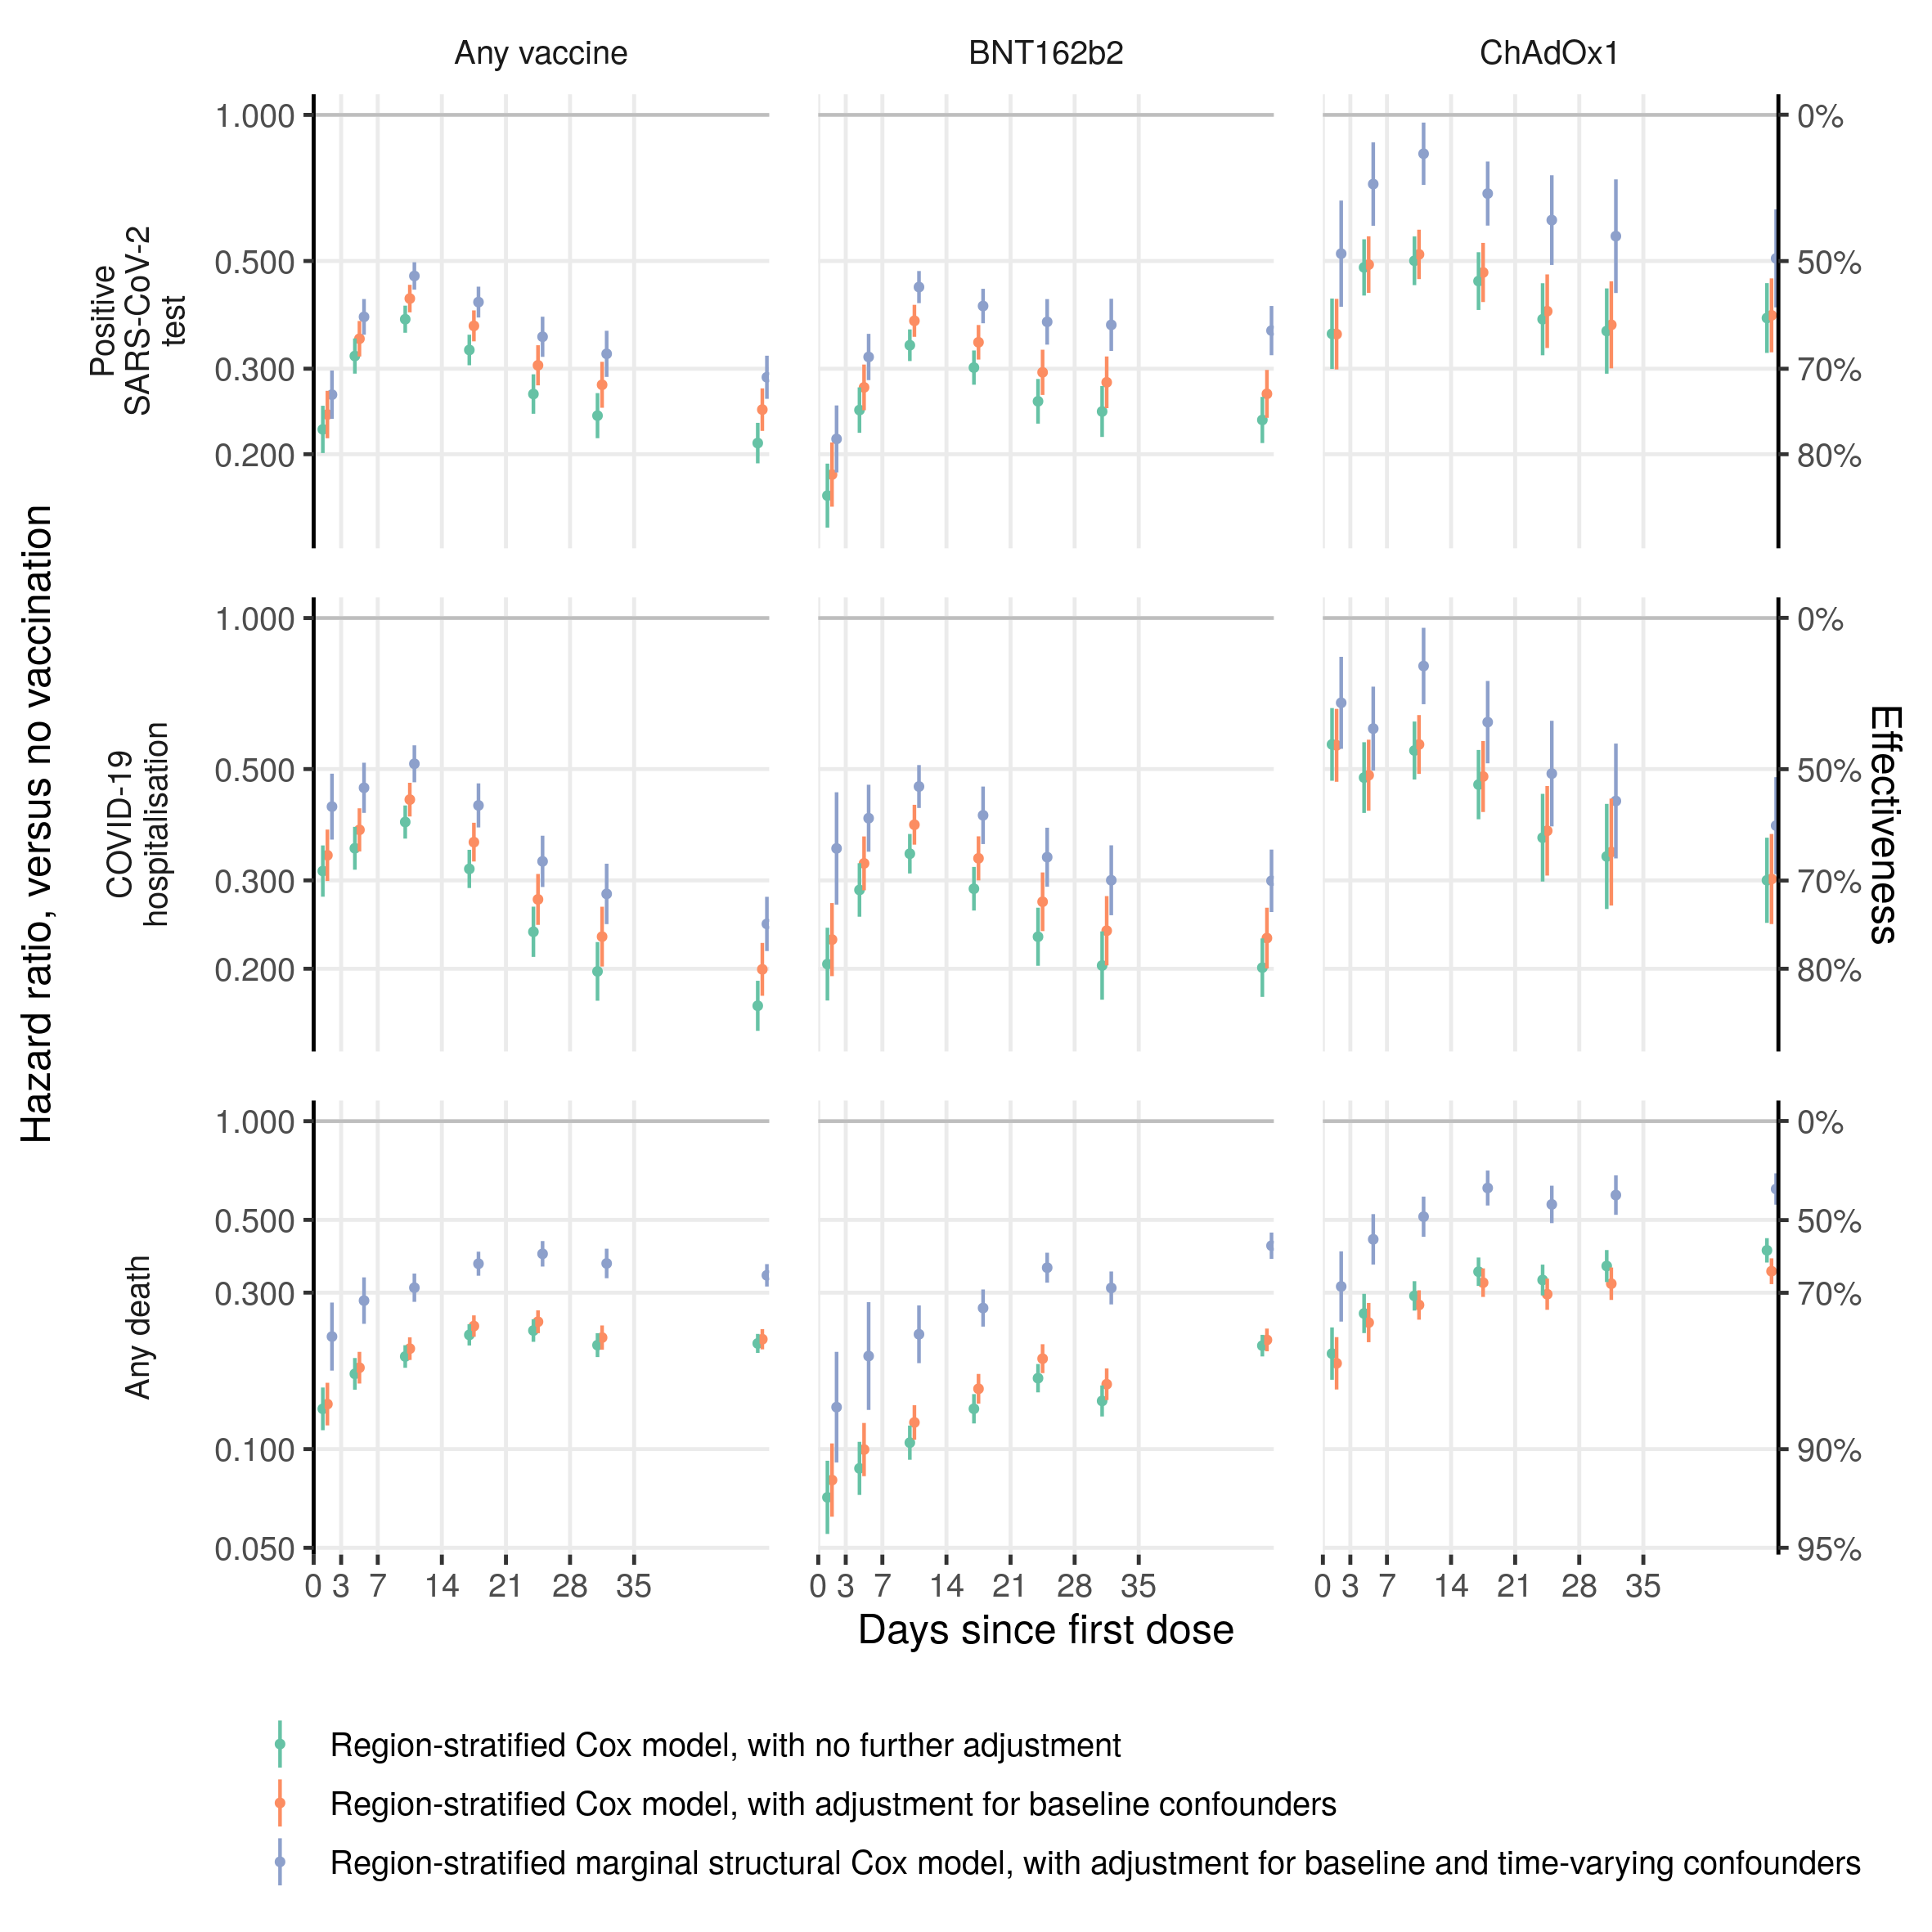 Any vaccine
BNT162b2
ChAdOx1
Hazard ratio, versus no vaccination
Positive
SARS-CoV-2
test
1.000
0.500
0.300
0.200
0%
50%
70%
80%
COVID-19
hospitalisation
1.000
0.500
0.300
0.200
0%
50%
70%
80%
Effectiveness
Any death
1.000
0.500
0.300
0.100
0.050
0%
50%
70%
90%
95%
0 3 7 14 21 28 35
0 3 7 14 21 28 35
0 3 7 14 21 28 35
Days since first dose
Region-stratified Cox model, with no further adjustment
Region-stratified Cox model, with adjustment for baseline confounders
Region-stratified marginal structural Cox model, with adjustment for baseline and time-varying confounders